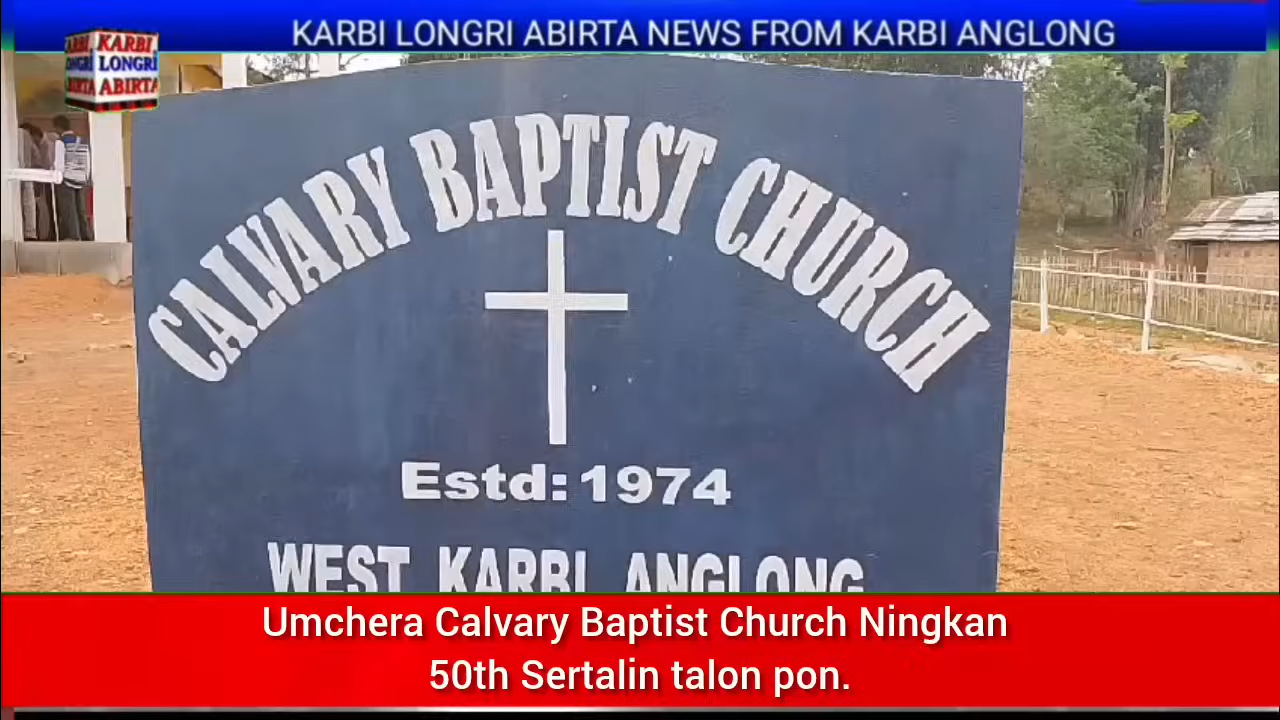 KARBI LONGRI ABIRTA NEWS FROM KARBI ANGLONG
KARBI
LONGRI
ABIRTA
CALVARY BAPTIST CHURCH
Estd: 1974
WEST KARBI ANGLONG
Umchera Calvary Baptist Church Ningkan
50th Sertalin talon pon.